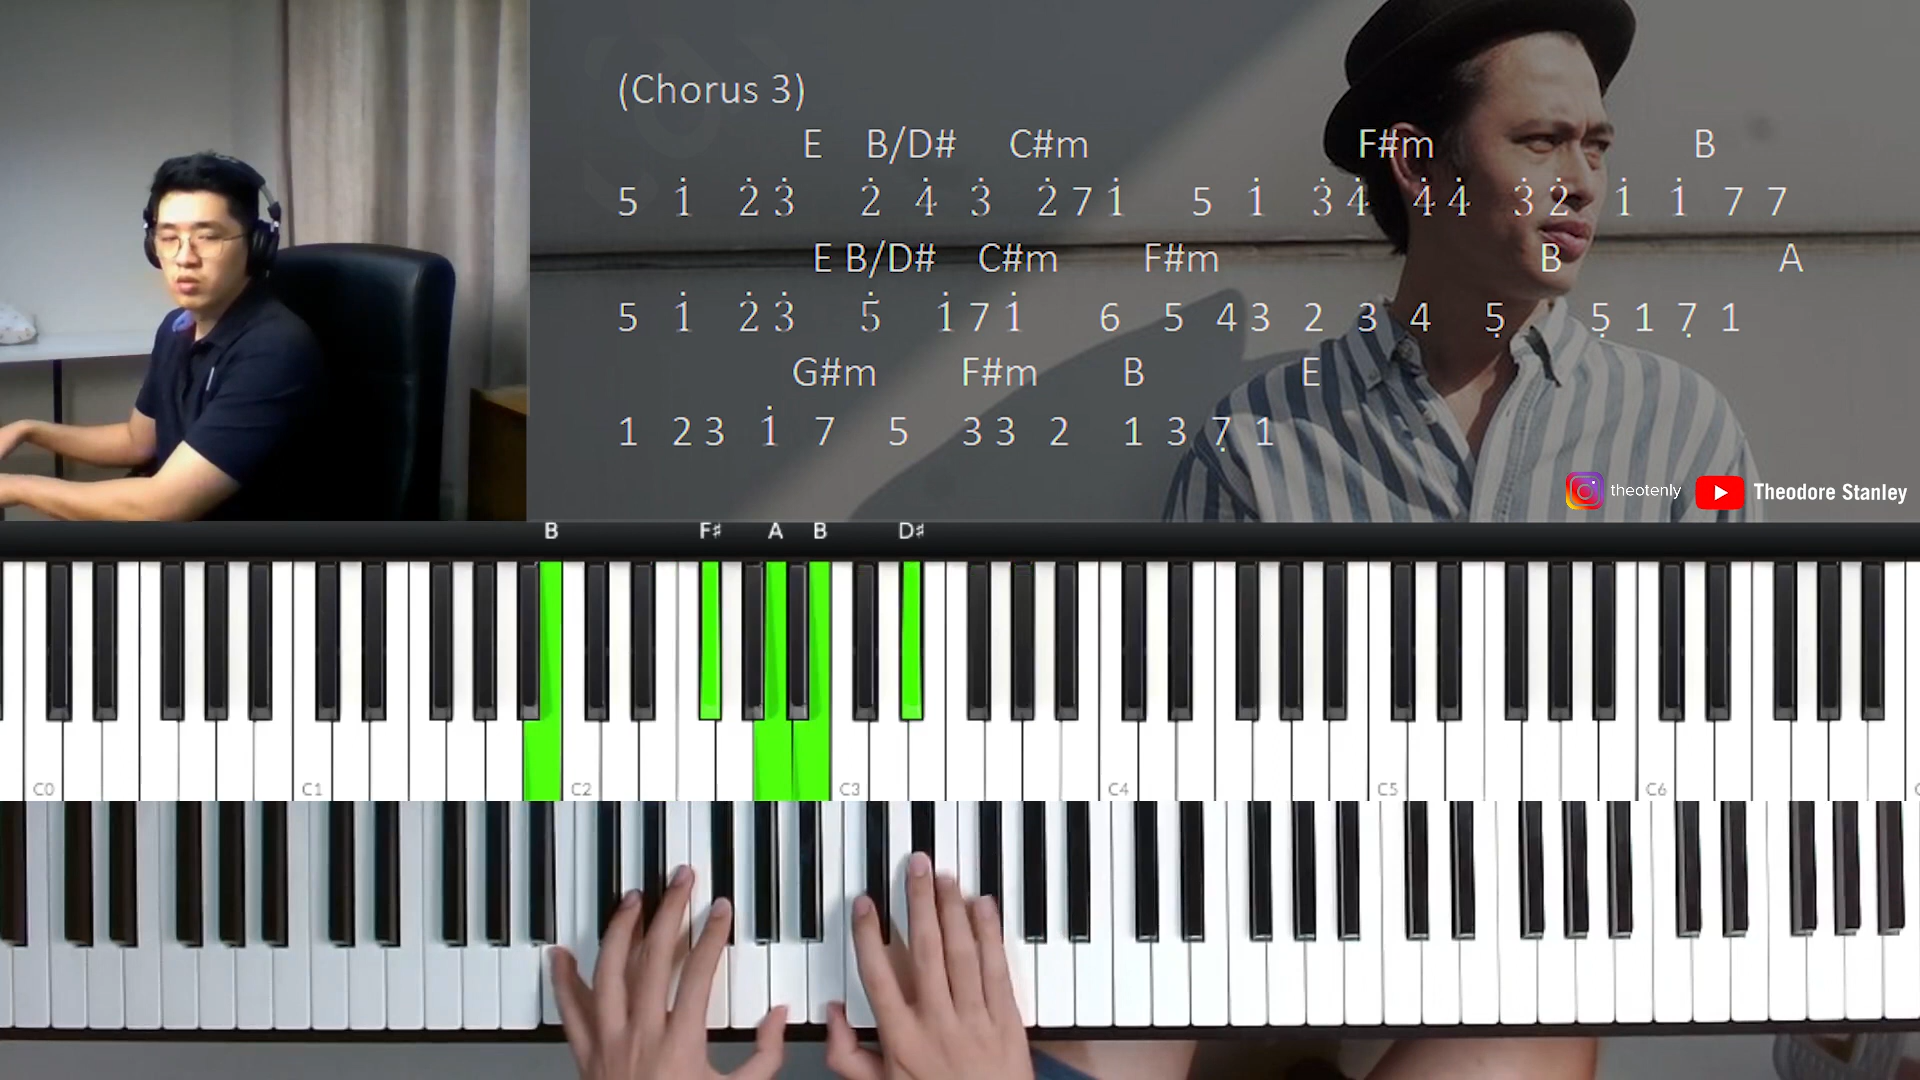 (Chorus 3)
E B/D# C#m F#m B
5 1̇ 2̇ 3̇ 2̇ 4̇ 3̇ 2̇ 7 1̇ 5 1̇ 3̇ 4̇ 4̇ 4̇ 3̇ 2̇ 1̇ 1̇ 7 7
E B/D# C#m F#m B A
5 1̇ 2̇ 3̇ 5̇ 1̇ 7 1̇ 6 5 4 3 2 3 4 5̣ 5̣ 1 7̣ 1
G#m F#m B E
1 2 3 1̇ 7 5 3 3 2 1 3 7̣ 1
theotenly Theodore Stanley
B F♯ A B D♯
C0 C1 C2 C3 C4 C5 C6